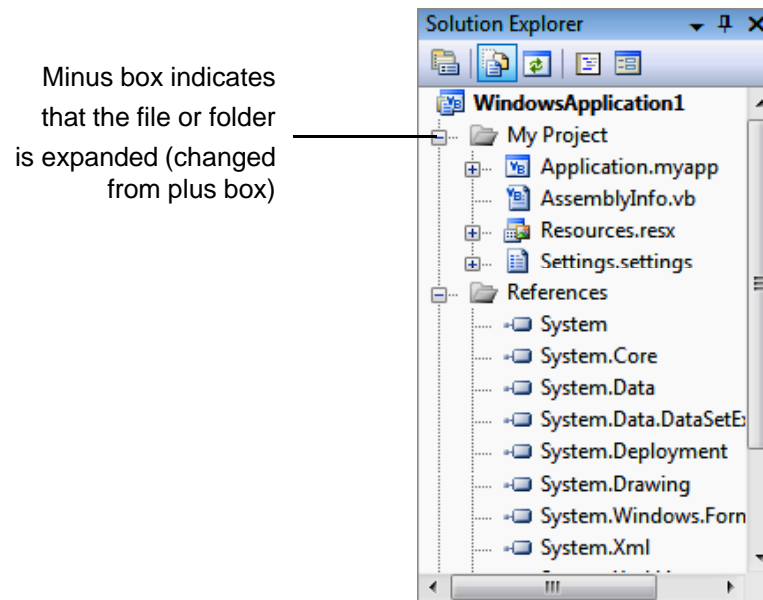 Solution Explorer
Minus box indicates
that the file or folder
is expanded (changed
from plus box)
WindowsApplication1
My Project
Application.myapp
AssemblyInfo.vb
Resources.resx
Settings.settings
References
System
System.Core
System.Data
System.Data.DataSetE
System.Deployment
System.Drawing
System.Windows.Forn
System.Xml